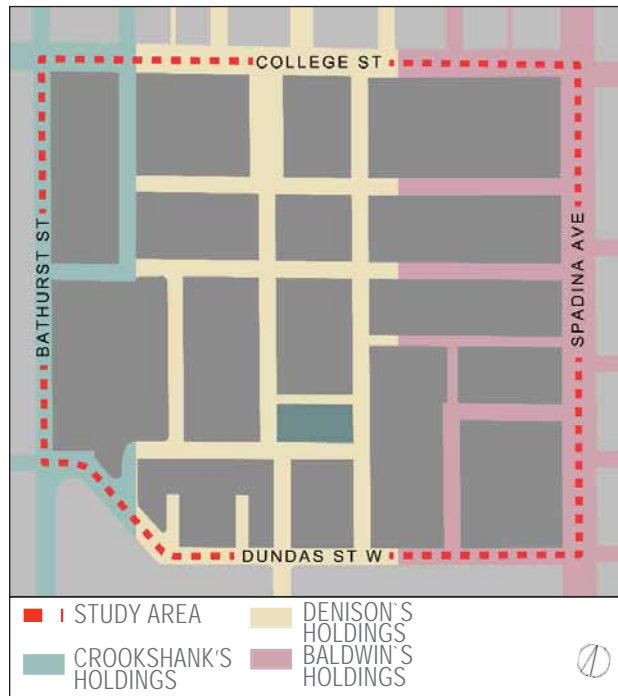 COLLEGE ST
BATHURST ST
SPADINA AVE
DUNDAS ST W
STUDY AREA
CROOKSHANK'S
HOLDINGS
DENISON`S
HOLDINGS
BALDWIN`S
HOLDINGS